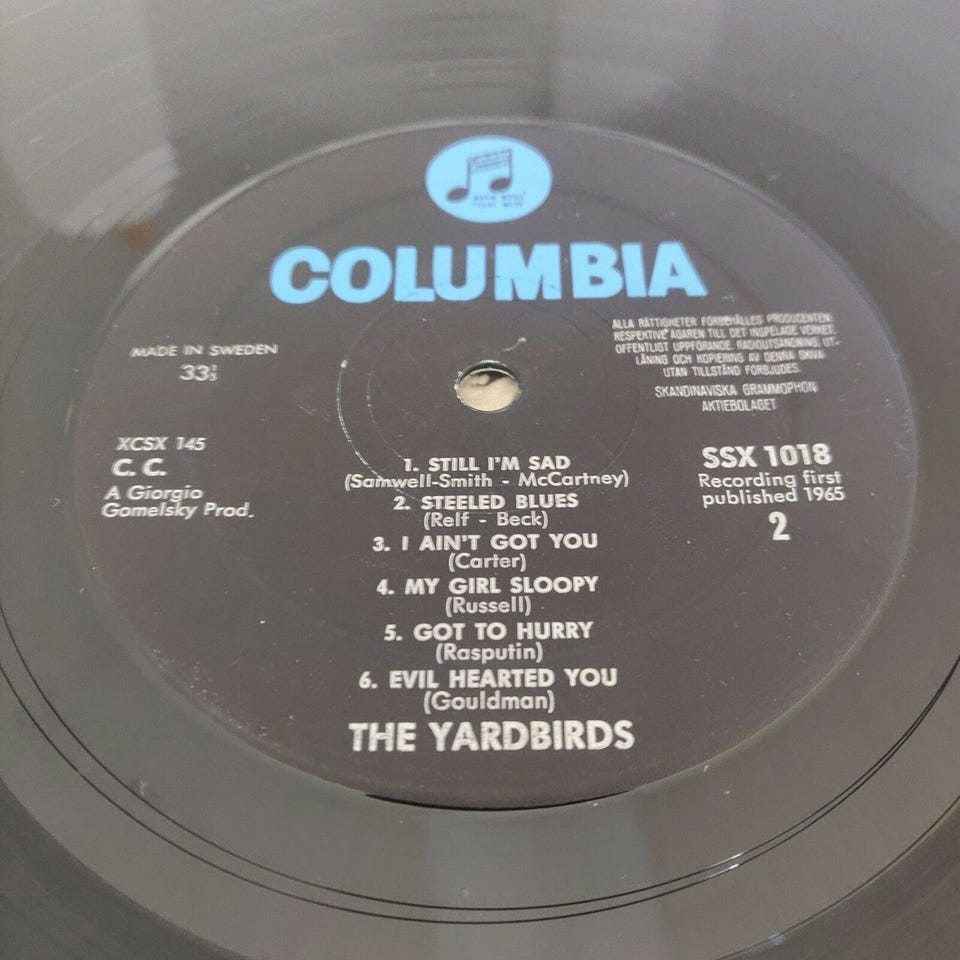 COLUMBIA
MADE IN SWEDEN
33⅓
ALLA RÄTTIGHETER FÖRBEHÅLLES PRODUCENTEN
RESPEKTIVE ÄGAREN TILL DET INSPELADE VERKET.
OFFENTLIGT UPPFÖRANDE, RADIOUTSÄNDNING, UT-
LÅNING OCH KOPIERING AV DENNA SKIVA
UTAN TILLSTÅND FÖRBJUDES.
SKANDINAVISKA GRAMMOPHON
AKTIEBOLAGET
XCSX 145
C. C.
A Giorgio
Gomelsky Prod.
SSX 1018
Recording first
published 1965
2
1. STILL I'M SAD
(Samwell-Smith - McCartney)
2. STEELED BLUES
(Relf - Beck)
3. I AIN'T GOT YOU
(Carter)
4. MY GIRL SLOOPY
(Russell)
5. GOT TO HURRY
(Rasputin)
6. EVIL HEARTED YOU
(Gouldman)
THE YARDBIRDS